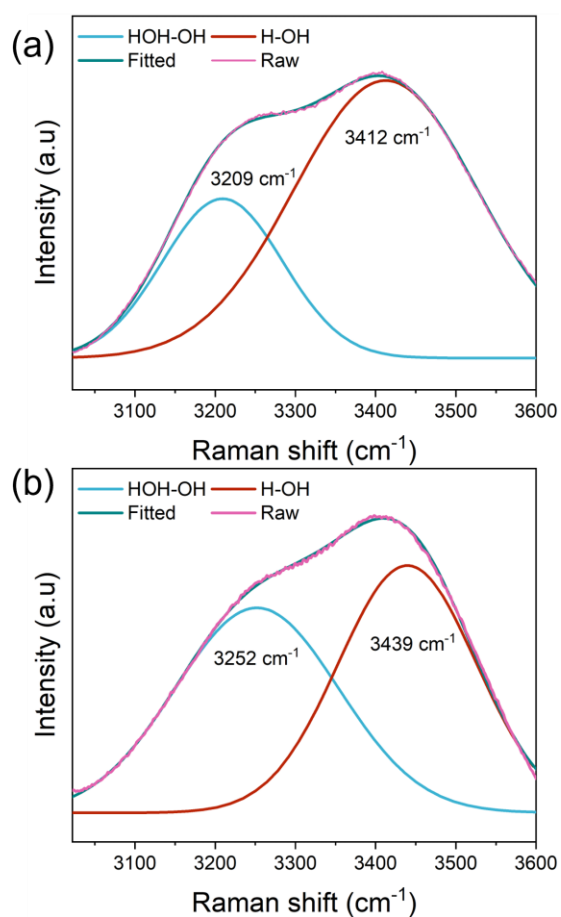 (a)
HOH-OH H-OH
Fitted Raw
3412 cm⁻¹
3209 cm⁻¹
Intensity (a.u)
3100 3200 3300 3400 3500 3600
Raman shift (cm⁻¹)
(b)
HOH-OH H-OH
Fitted Raw
3439 cm⁻¹
3252 cm⁻¹
Intensity (a.u)
3100 3200 3300 3400 3500 3600
Raman shift (cm⁻¹)